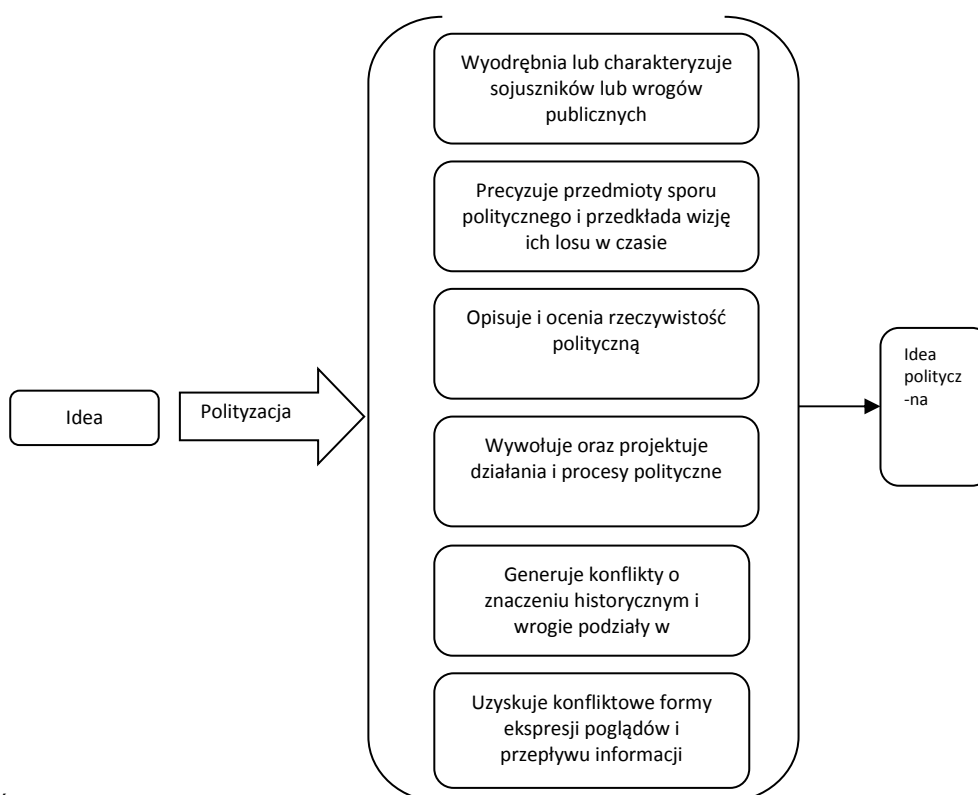 Wyodrębnia lub charakteryzuje
sojuszników lub wrogów
publicznych
Precyzuje przedmioty sporu
politycznego i przedkłada wizję
ich losu w czasie
Opisuje i ocenia rzeczywistość
polityczną
Idea
politycz
-na
Idea
Polityzacja
Wywołuje oraz projektuje
działania i procesy polityczne
Generuje konflikty o
znaczeniu historycznym i
wrogie podziały w
Uzyskuje konfliktowe formy
ekspresji poglądów i
przepływu informacji